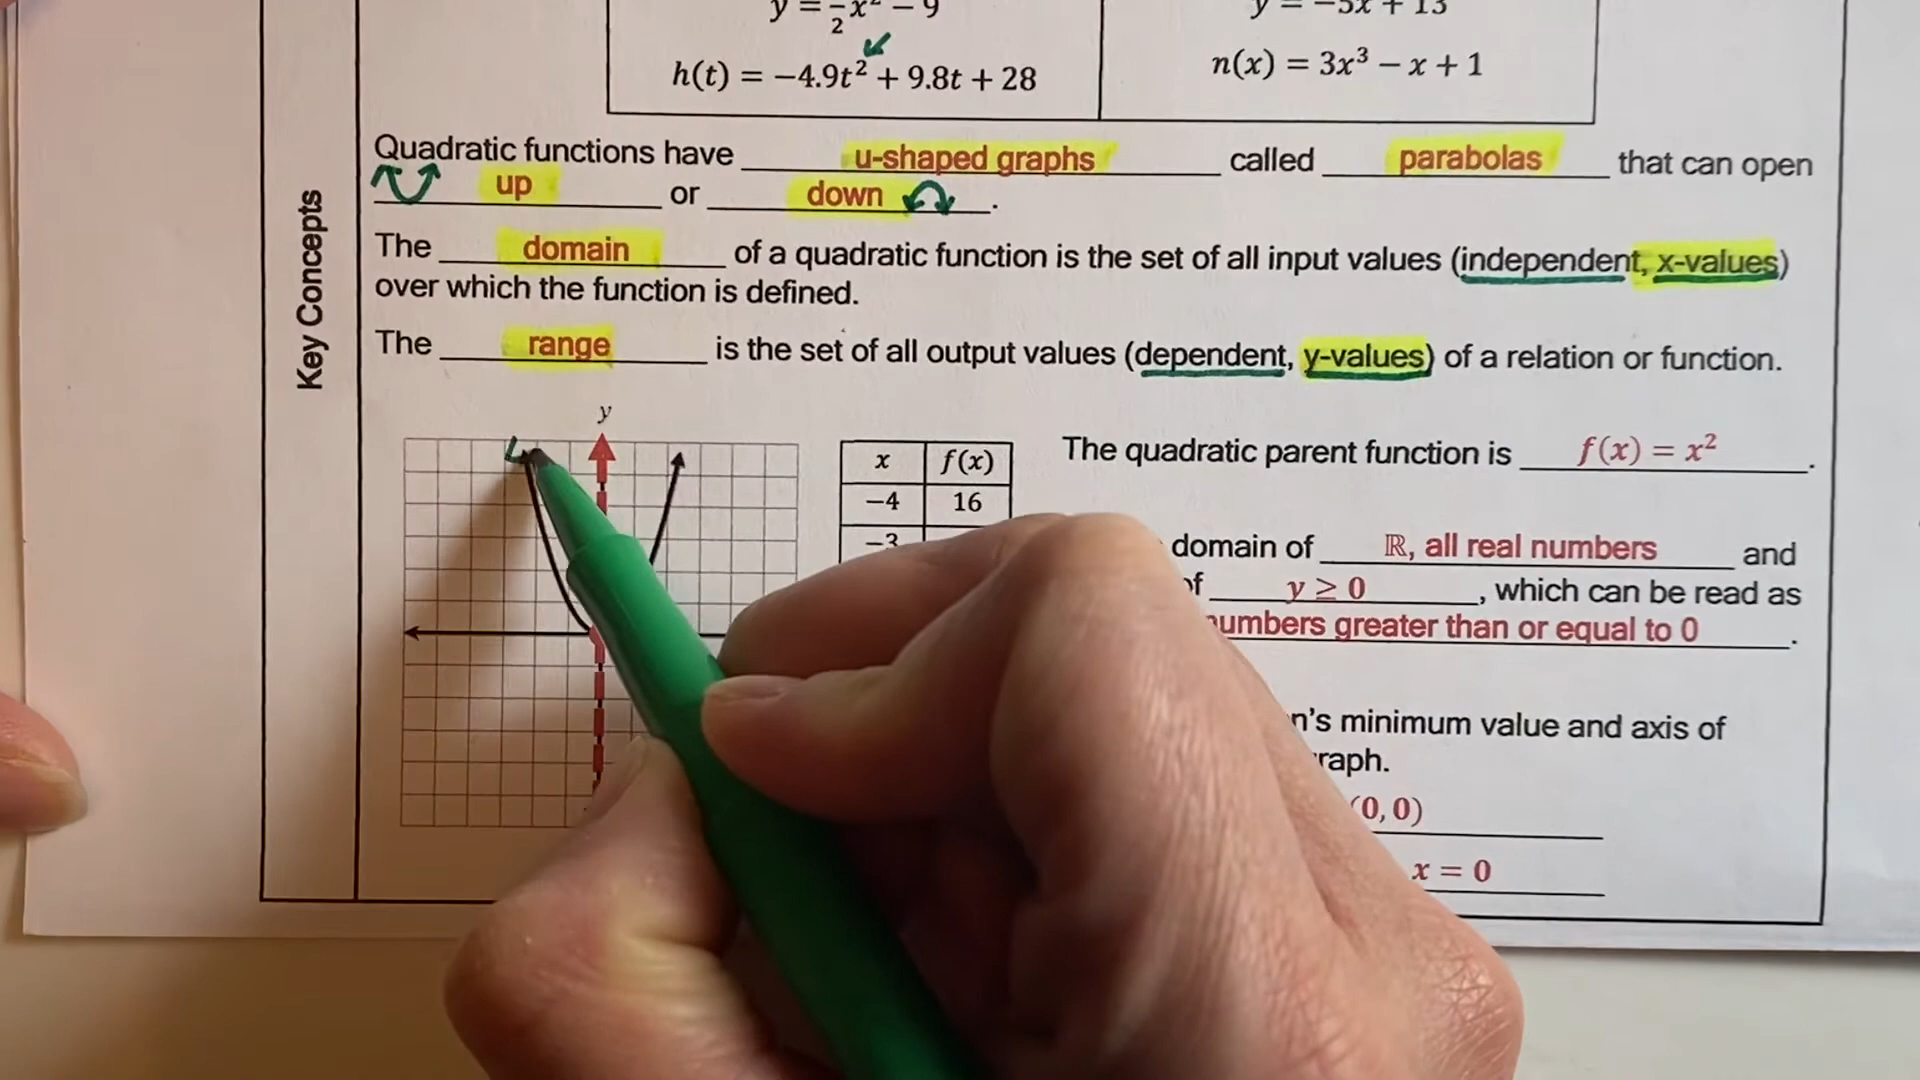 y = 1/2 x² − 9
y = −5x + 13
h(t) = −4.9t² + 9.8t + 28
n(x) = 3x³ − x + 1
Key Concepts
Quadratic functions have u-shaped graphs called parabolas that can open
up or down.
The domain of a quadratic function is the set of all input values (independent, x-values)
over which the function is defined.
The range is the set of all output values (dependent, y-values) of a relation or function.
y
x f(x)
−4 16
−3
The quadratic parent function is f(x) = x².
domain of ℝ, all real numbers and
of y ≥ 0, which can be read as
numbers greater than or equal to 0.
n's minimum value and axis of
raph.
(0, 0)
x = 0